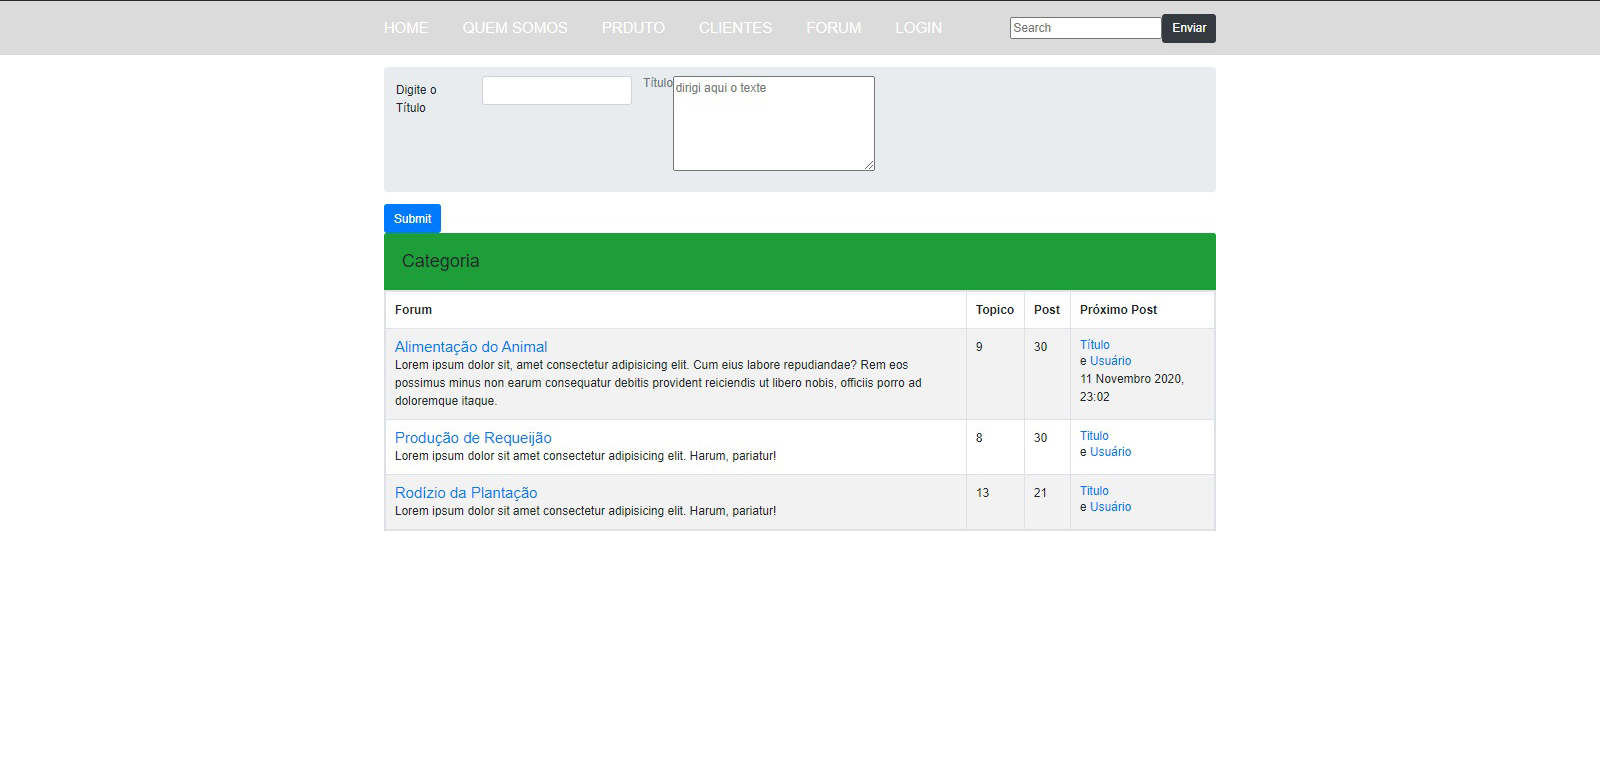 HOME QUEM SOMOS PRDUTO CLIENTES FORUM LOGIN Search Enviar
Digite o Título
Título
dirigi aqui o texte
Submit
Categoria
Forum Topico Post Próximo Post
Alimentação do Animal 9 30 Título
Lorem ipsum dolor sit, amet consectetur adipisicing elit. Cum eius labore repudiandae? Rem eos e Usuário
possimus minus non earum consequatur debitis provident reiciendis ut libero nobis, officiis porro ad 11 Novembro 2020,
doloremque itaque. 23:02
Produção de Requeijão 8 30 Titulo
Lorem ipsum dolor sit amet consectetur adipisicing elit. Harum, pariatur! e Usuário
Rodízio da Plantação 13 21 Titulo
Lorem ipsum dolor sit amet consectetur adipisicing elit. Harum, pariatur! e Usuário